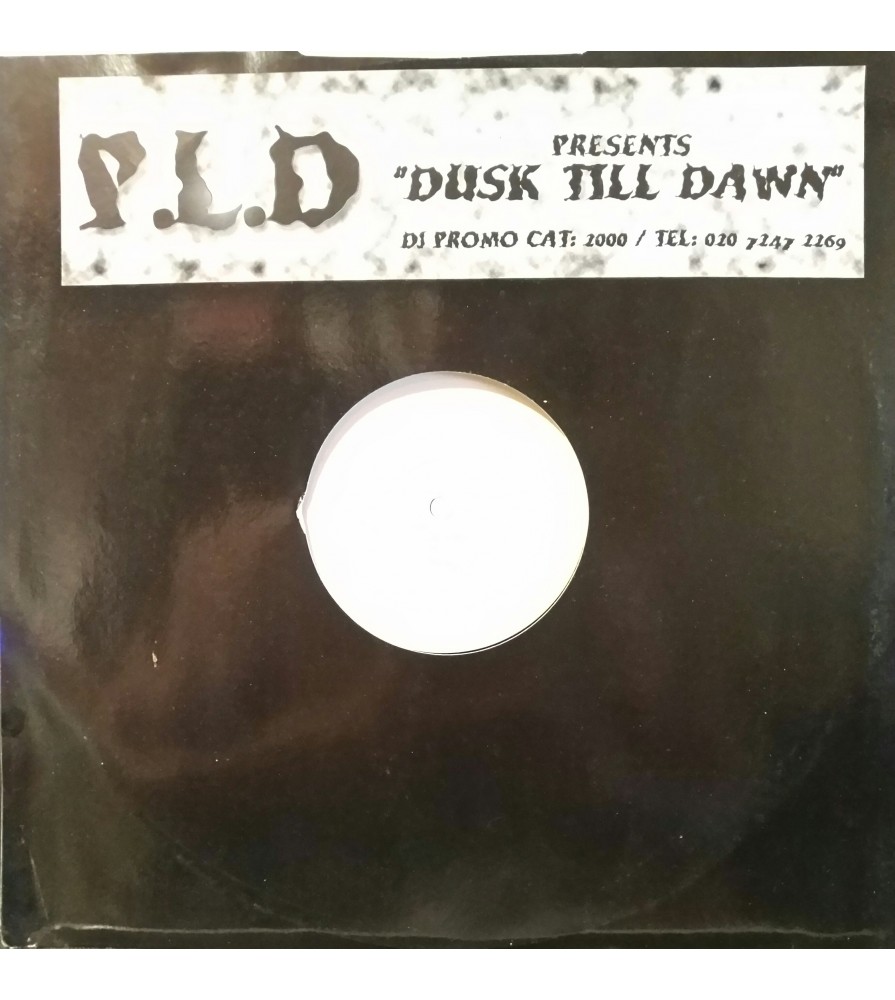 P.L.D
PRESENTS
"DUSK TILL DAWN"
DJ PROMO CAT: 2000 / TEL: 020 7247 2269